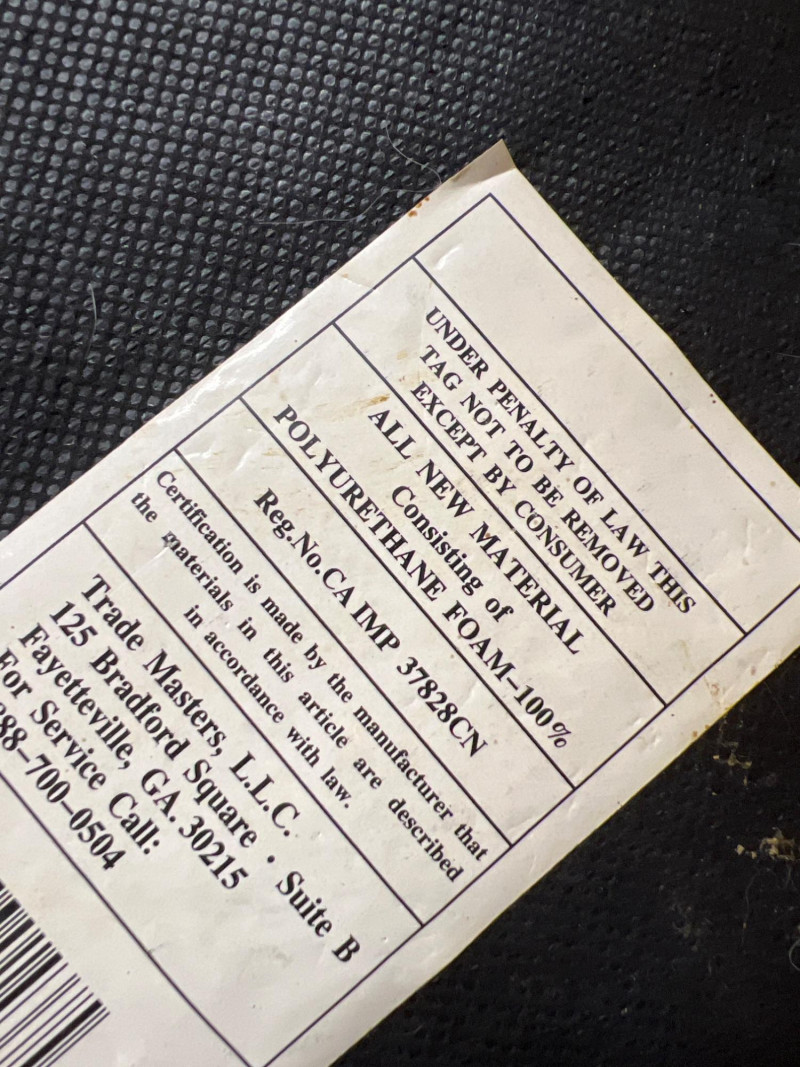 UNDER PENALTY OF LAW THIS
TAG NOT TO BE REMOVED
EXCEPT BY CONSUMER
ALL NEW MATERIAL
Consisting of
POLYURETHANE FOAM–100%
Reg.No.CA IMP 37828CN
Certification is made by the manufacturer that
the materials in this article are described
in accordance with law.
Trade Masters, L.L.C.
125 Bradford Square · Suite B
Fayetteville, GA. 30215
For Service Call:
88–700–0504